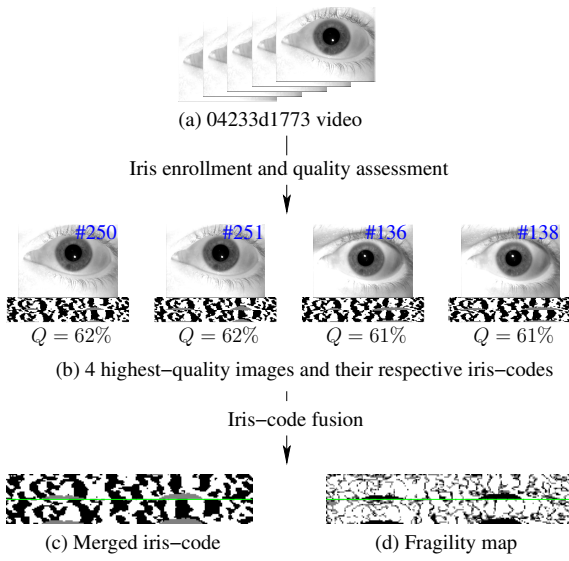 (a) 04233d1773 video
Iris enrollment and quality assessment
#250
#251
#136
#138
Q = 62%
Q = 62%
Q = 61%
Q = 61%
(b) 4 highest−quality images and their respective iris−codes
Iris−code fusion
(c) Merged iris−code
(d) Fragility map